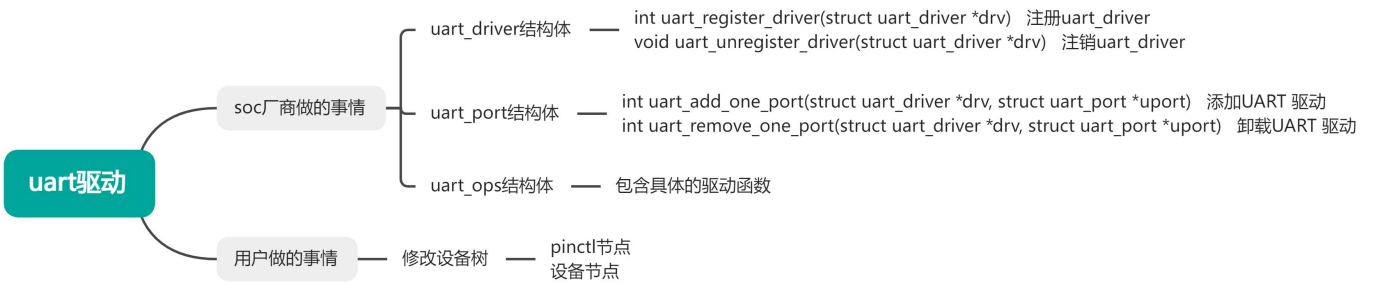 uart驱动
soc厂商做的事情
uart_driver结构体
int uart_register_driver(struct uart_driver *drv) 注册uart_driver
void uart_unregister_driver(struct uart_driver *drv) 注销uart_driver
uart_port结构体
int uart_add_one_port(struct uart_driver *drv, struct uart_port *uport) 添加UART 驱动
int uart_remove_one_port(struct uart_driver *drv, struct uart_port *uport) 卸载UART 驱动
uart_ops结构体
包含具体的驱动函数
用户做的事情
修改设备树
pinctl节点
设备节点